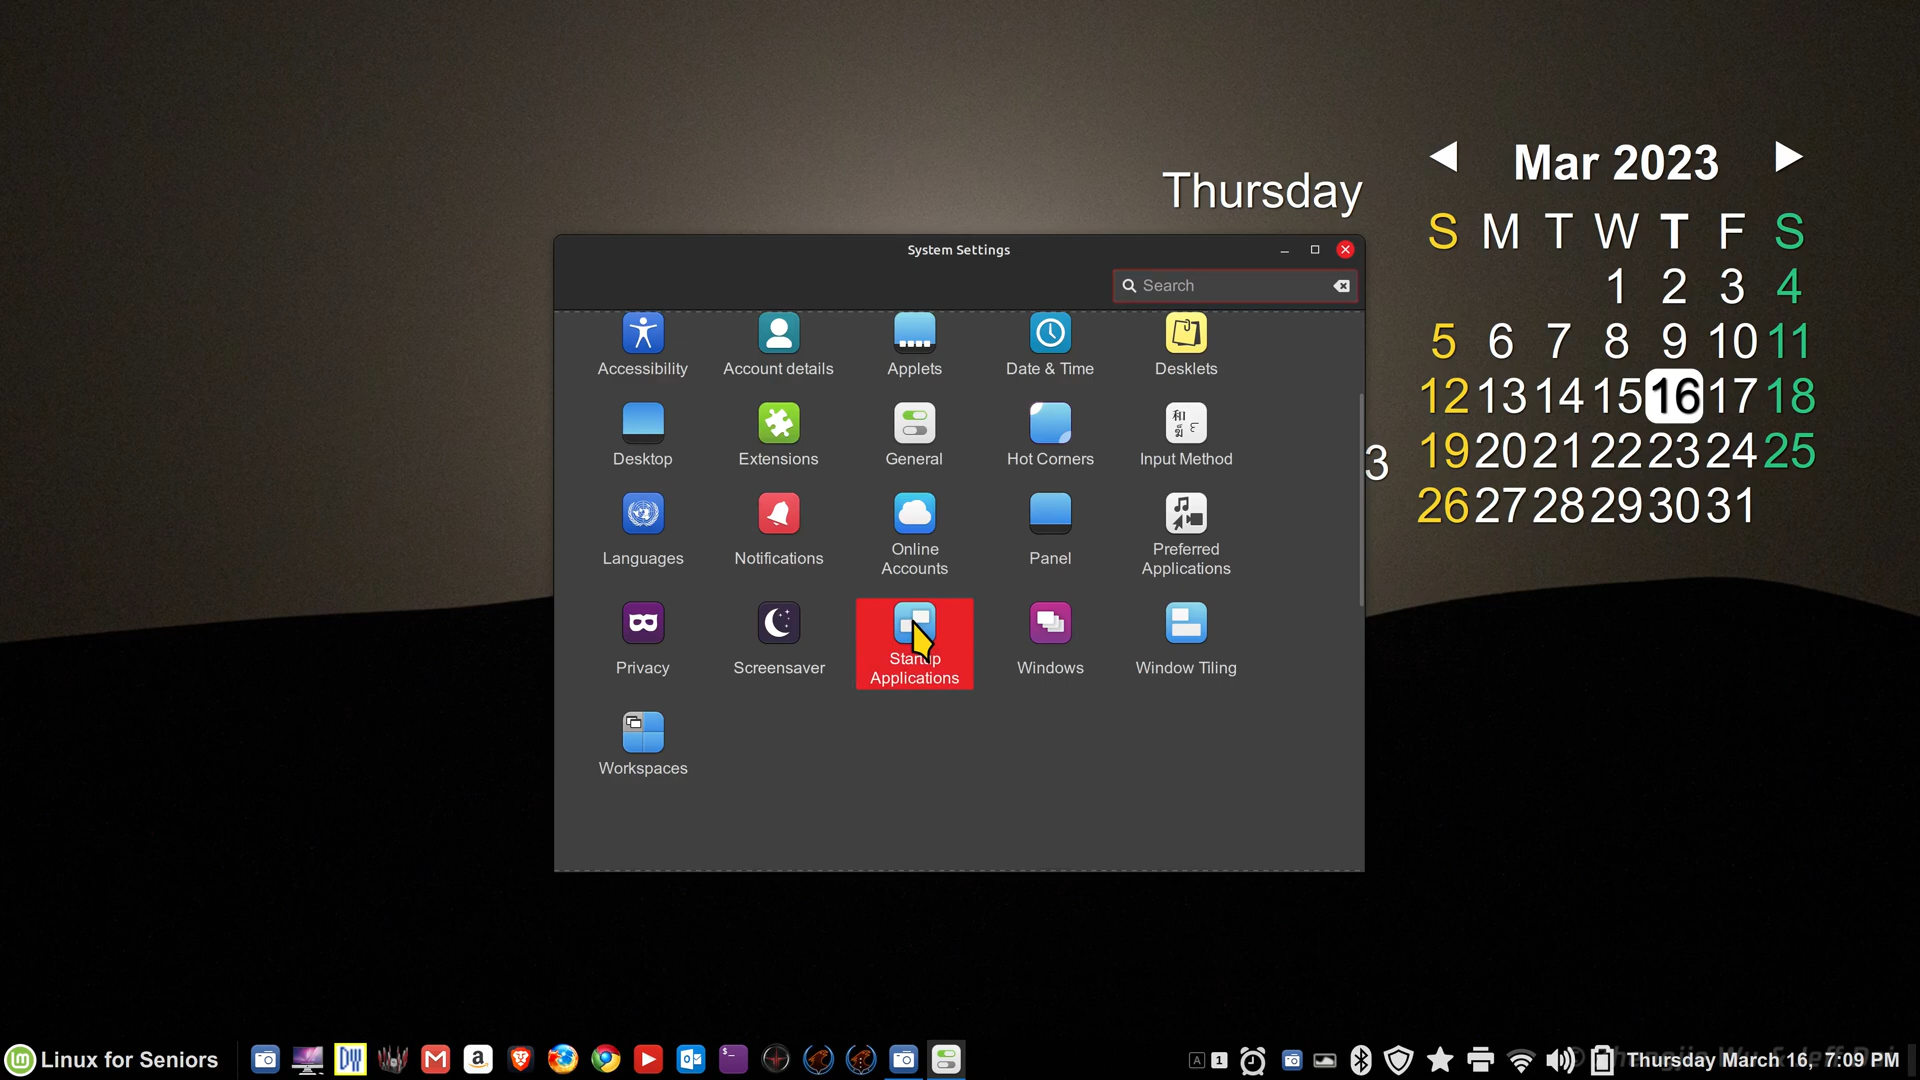 Thursday
Mar 2023
S M T W T F S
1 2 3 4
5 6 7 8 9 10 11
12 13 14 15 16 17 18
19 20 21 22 23 24 25
26 27 28 29 30 31
3
System Settings
Search
Accessibility
Account details
Applets
Date & Time
Desklets
Desktop
Extensions
General
Hot Corners
Input Method
Languages
Notifications
Online
Accounts
Panel
Preferred
Applications
Privacy
Screensaver
Startup
Applications
Windows
Window Tiling
Workspaces
Linux for Seniors
A 1
Thursday March 16, 7:09 PM